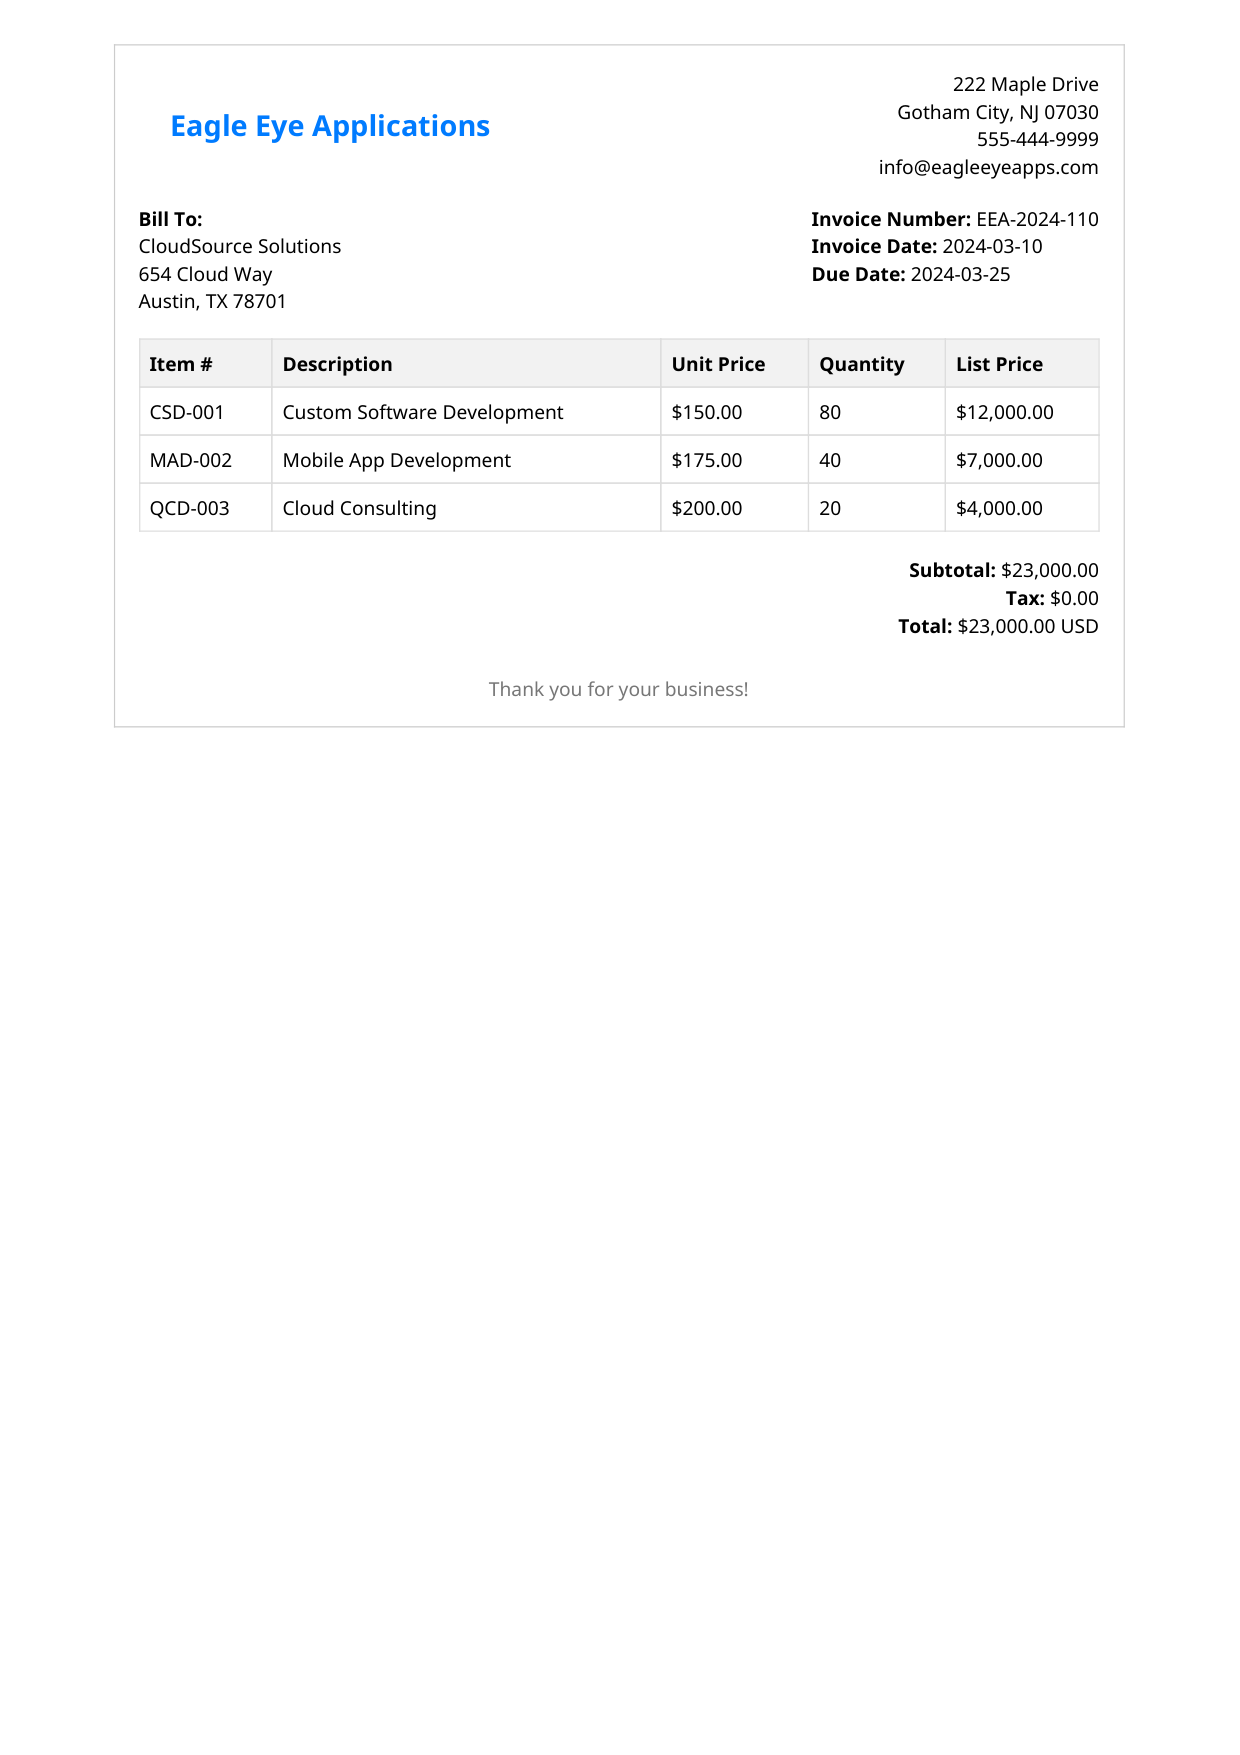 Eagle Eye Applications
222 Maple Drive
Gotham City, NJ 07030
555-444-9999
info@eagleeyeapps.com
Bill To:
CloudSource Solutions
654 Cloud Way
Austin, TX 78701
Invoice Number: EEA-2024-110
Invoice Date: 2024-03-10
Due Date: 2024-03-25
Item # Description Unit Price Quantity List Price
CSD-001 Custom Software Development $150.00 80 $12,000.00
MAD-002 Mobile App Development $175.00 40 $7,000.00
QCD-003 Cloud Consulting $200.00 20 $4,000.00
Subtotal: $23,000.00
Tax: $0.00
Total: $23,000.00 USD
Thank you for your business!